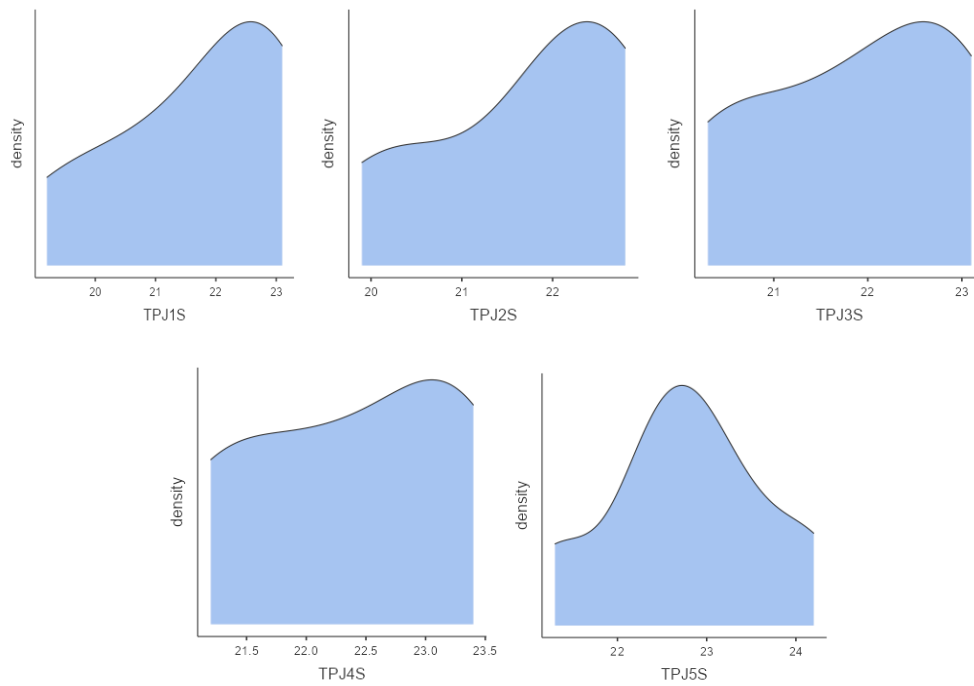 density
20 21 22 23
TPJ1S
density
20 21 22
TPJ2S
density
21 22 23
TPJ3S
density
21.5 22.0 22.5 23.0 23.5
TPJ4S
density
22 23 24
TPJ5S